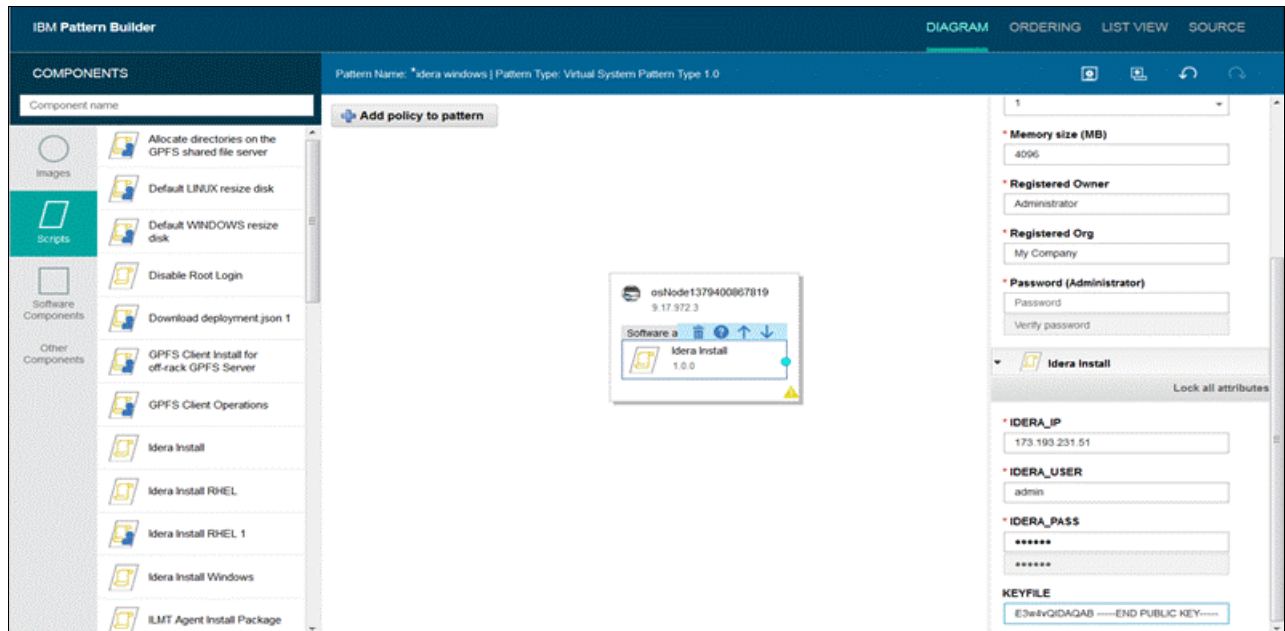 IBM Pattern Builder
DIAGRAM ORDERING LIST VIEW SOURCE
COMPONENTS
Pattern Name: *idera windows | Pattern Type: Virtual System Pattern Type 1.0
Component name
Add policy to pattern
Images
Scripts
Software
Components
Other
Components
Allocate directories on the
GPFS shared file server
Default LINUX resize disk
Default WINDOWS resize
disk
Disable Root Login
Download deployment.json 1
GPFS Client Install for
off-rack GPFS Server
GPFS Client Operations
Idera Install
Idera Install RHEL
Idera Install RHEL 1
Idera Install Windows
ILMT Agent Install Package
osNode1379400867819
9.17.972.3
Software a
Idera Install
1.0.0
1
* Memory size (MB)
4096
* Registered Owner
Administrator
* Registered Org
My Company
* Password (Administrator)
Password
Verify password
Idera Install
Lock all attributes
* IDERA_IP
173.193.231.51
* IDERA_USER
admin
* IDERA_PASS
••••••
••••••
KEYFILE
E3w4vQIDAQAB -----END PUBLIC KEY-----